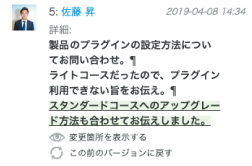 5: 佐藤 昇 2019-04-08 14:34
詳細:
製品のプラグインの設定方法につい
てお問い合わせ。¶
ライトコースだったので、プラグイン
利用できない旨をお伝え。¶
スタンダードコースへのアップグレー
ド方法も合わせてお伝えしました。
変更箇所を表示する
この前のバージョンに戻す